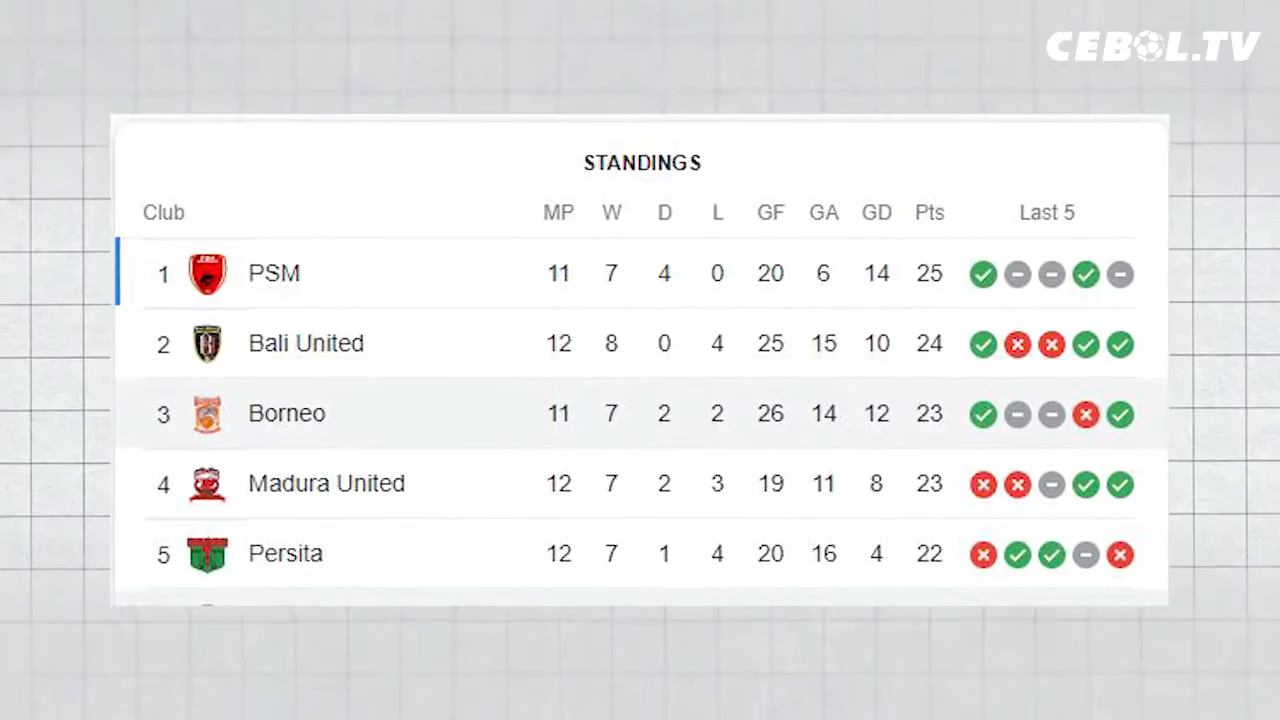 CEBOL.TV
STANDINGS
Club MP W D L GF GA GD Pts Last 5
1 PSM 11 7 4 0 20 6 14 25
2 Bali United 12 8 0 4 25 15 10 24
3 Borneo 11 7 2 2 26 14 12 23
4 Madura United 12 7 2 3 19 11 8 23
5 Persita 12 7 1 4 20 16 4 22